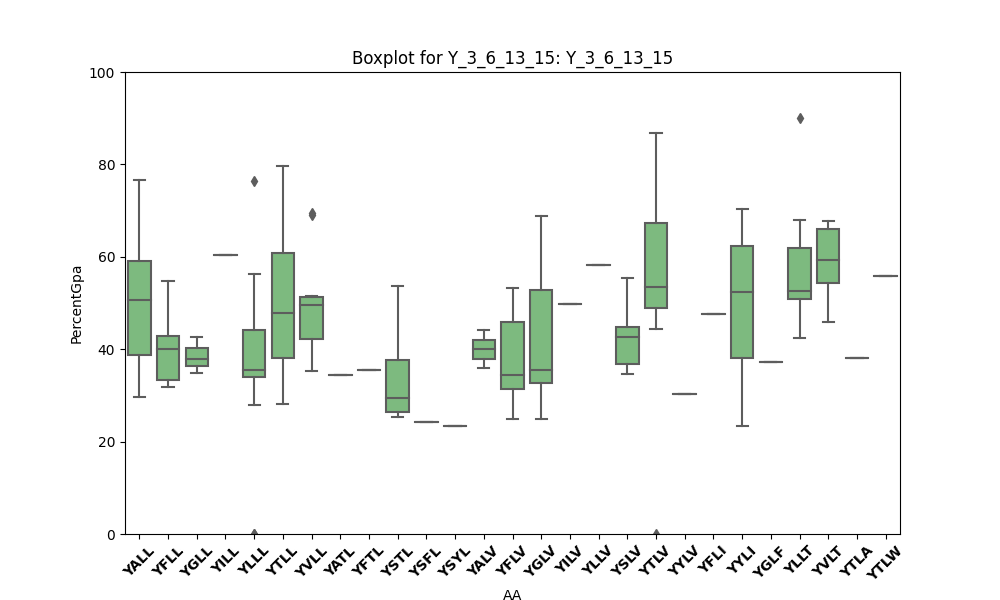 Boxplot for Y_3_6_13_15: Y_3_6_13_15
100
80
60
40
20
0
PercentGpa
YALL YFLL YGLL YILL YLLL YTLL YVLL YATL YFTL YSTL YSFL YSYL YALV YFLV YGLV YILV YLLV YSLV YTLV YYLV YFLI YYLI YGLF YLLT YVLT YTLA YTLW
AA